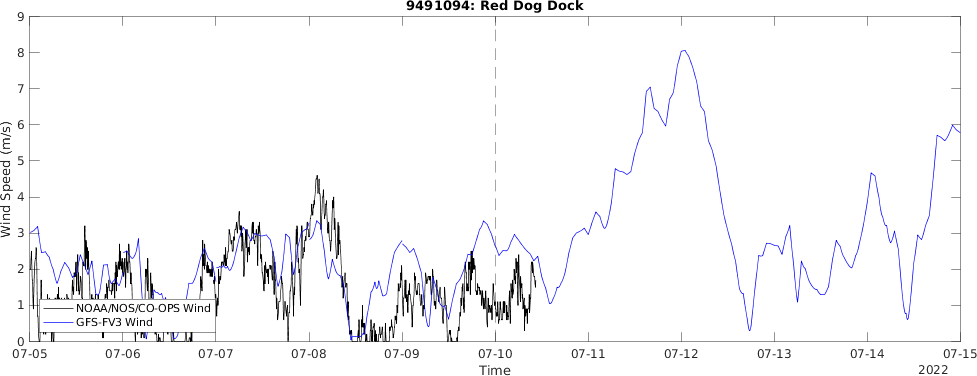 9491094: Red Dog Dock
Wind Speed (m/s)
9
8
7
6
5
4
3
2
1
0
NOAA/NOS/CO-OPS Wind
GFS-FV3 Wind
07-05 07-06 07-07 07-08 07-09 07-10 07-11 07-12 07-13 07-14 07-15
Time
2022